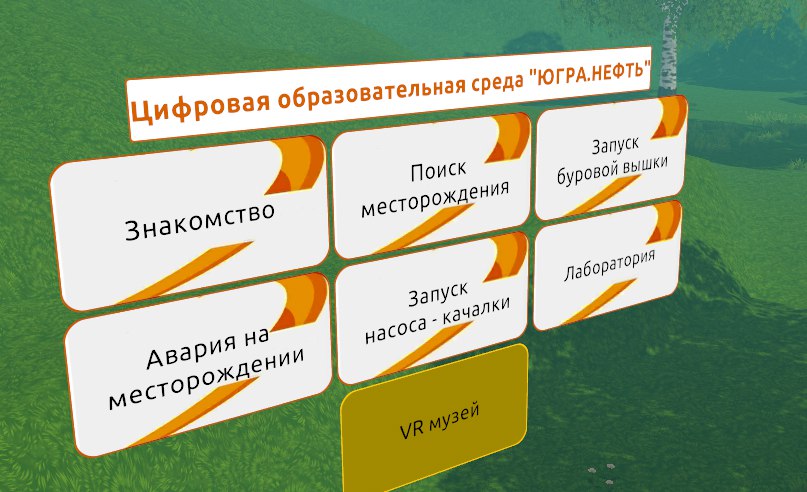 Цифровая образовательная среда "ЮГРА.НЕФТЬ"
Знакомство
Поиск
месторождения
Запуск
буровой вышки
Авария на
месторождении
Запуск
насоса - качалки
Лаборатория
VR музей